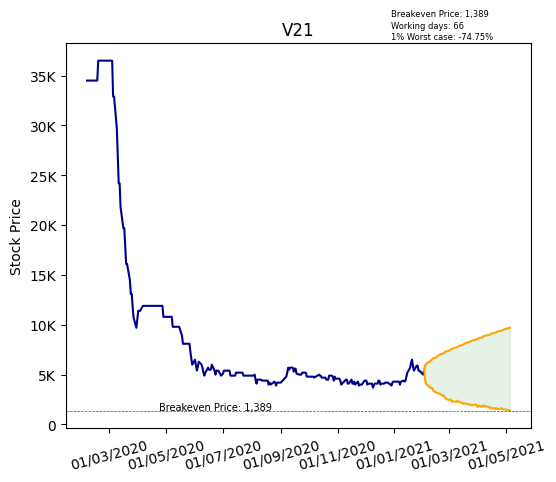 Breakeven Price: 1,389
Working days: 66
1% Worst case: -74.75%
V21
Stock Price
35K
30K
25K
20K
15K
10K
5K
0
Breakeven Price: 1,389
01/03/2020
01/05/2020
01/07/2020
01/09/2020
01/11/2020
01/01/2021
01/03/2021
01/05/2021